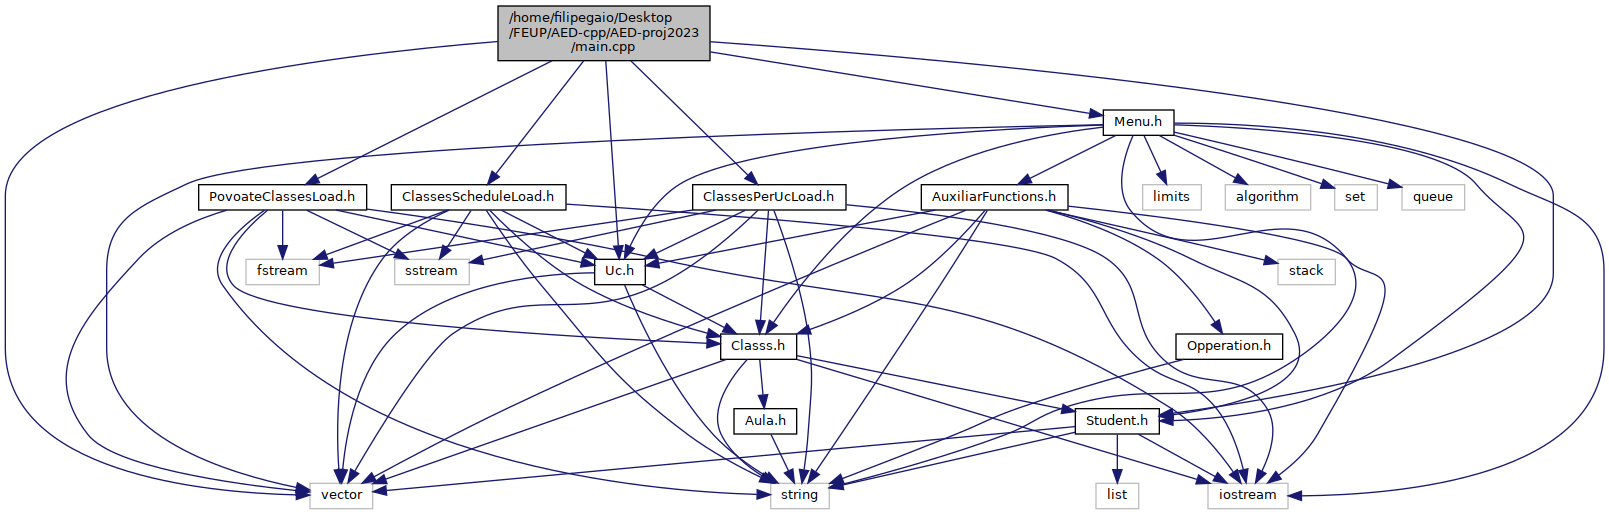 /home/filipegaio/Desktop
/FEUP/AED-cpp/AED-proj2023
/main.cpp
Menu.h
PovoateClassesLoad.h
ClassesScheduleLoad.h
ClassesPerUcLoad.h
AuxiliarFunctions.h
limits
algorithm
set
queue
fstream
sstream
Uc.h
stack
Classs.h
Opperation.h
Aula.h
Student.h
vector
string
list
iostream